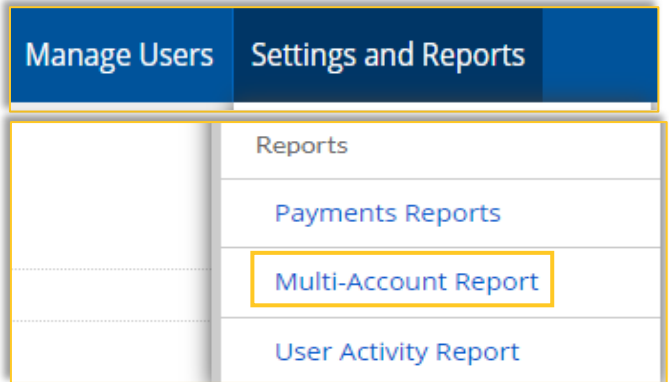 Manage Users Settings and Reports
Reports
Payments Reports
Multi-Account Report
User Activity Report